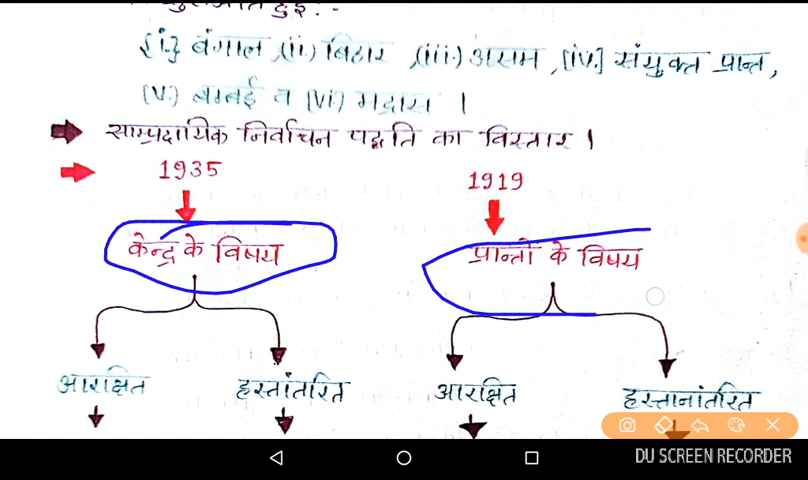 हुई:-
(i.) बंगाल, (ii.) बिहार, (iii.) असम, (iv.) संयुक्त प्रान्त,
(v.) बम्बई व (vi) मद्रास ।
साम्प्रदायिक निर्वाचन पद्धति का विस्तार ।
1935 1919
केन्द्र के विषय प्रान्तों के विषय
आरक्षित हस्तांतरित आरक्षित हस्तानांतरित
DU SCREEN RECORDER